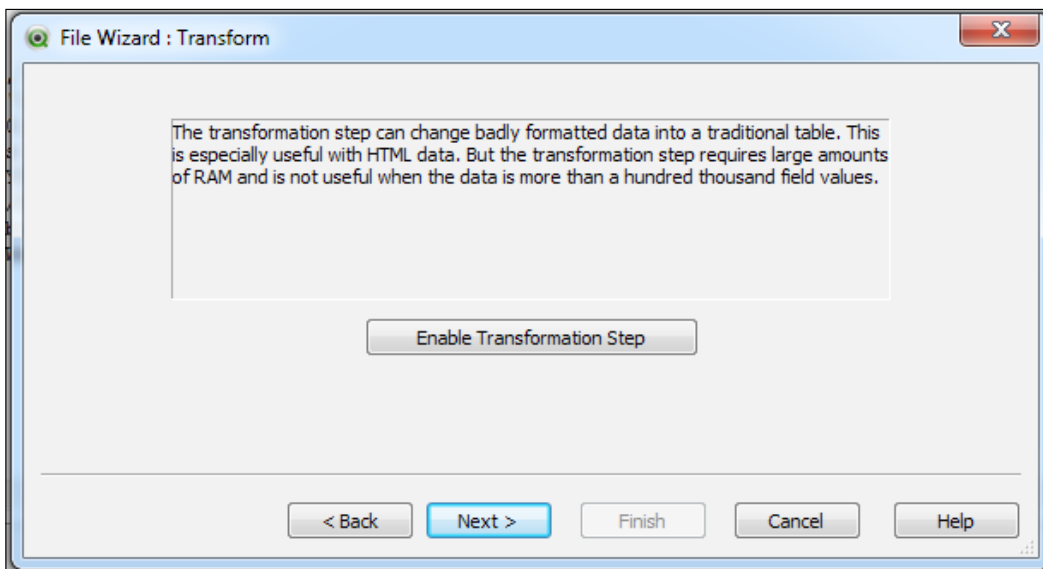 File Wizard : Transform
The transformation step can change badly formatted data into a traditional table. This
is especially useful with HTML data. But the transformation step requires large amounts
of RAM and is not useful when the data is more than a hundred thousand field values.
Enable Transformation Step
< Back Next > Finish Cancel Help